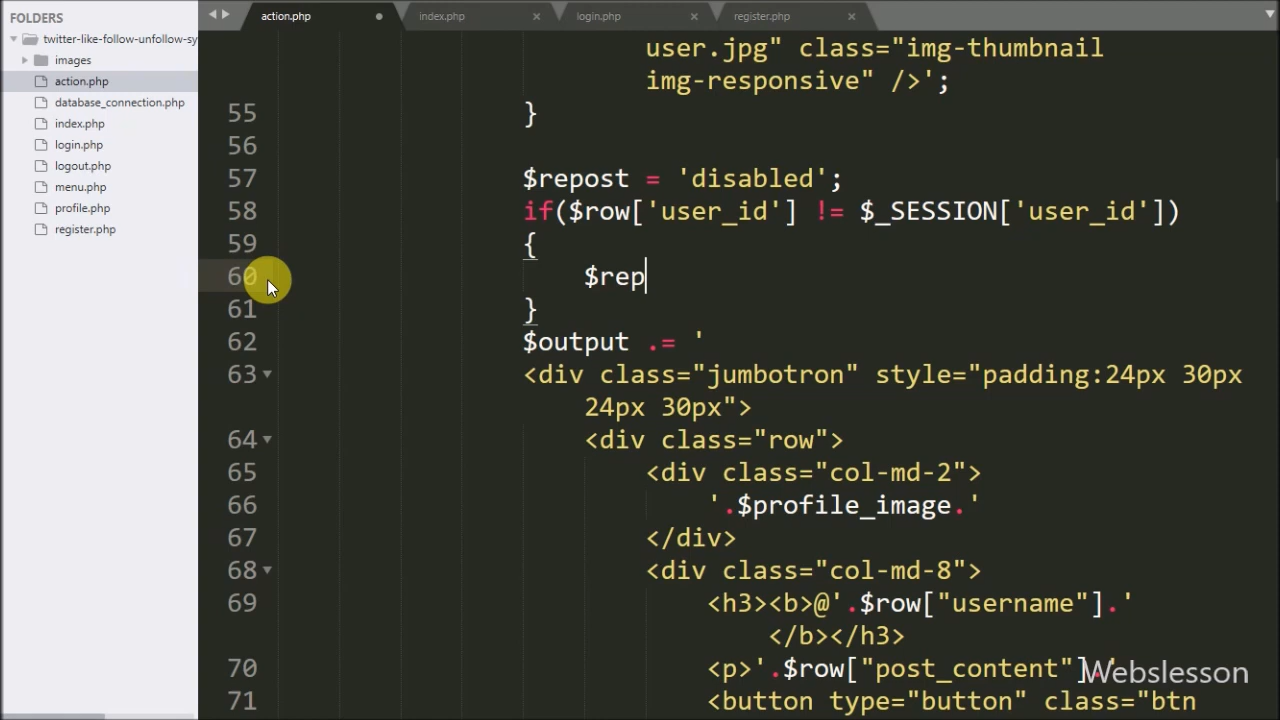 FOLDERS
twitter-like-follow-unfollow-sy
images
action.php
database_connection.php
index.php
login.php
logout.php
menu.php
profile.php
register.php
action.php index.php login.php register.php
user.jpg" class="img-thumbnail
img-responsive" />';
55 }
56
57 $repost = 'disabled';
58 if($row['user_id'] != $_SESSION['user_id'])
59 {
60 $rep
61 }
62 $output .= '
63 <div class="jumbotron" style="padding:24px 30px
24px 30px">
64 <div class="row">
65 <div class="col-md-2">
66 '.$profile_image.'
67 </div>
68 <div class="col-md-8">
69 <h3><b>@'.$row["username"].'
</b></h3>
70 <p>'.$row["post_content"].'
71 <button type="button" class="btn
Webslesson